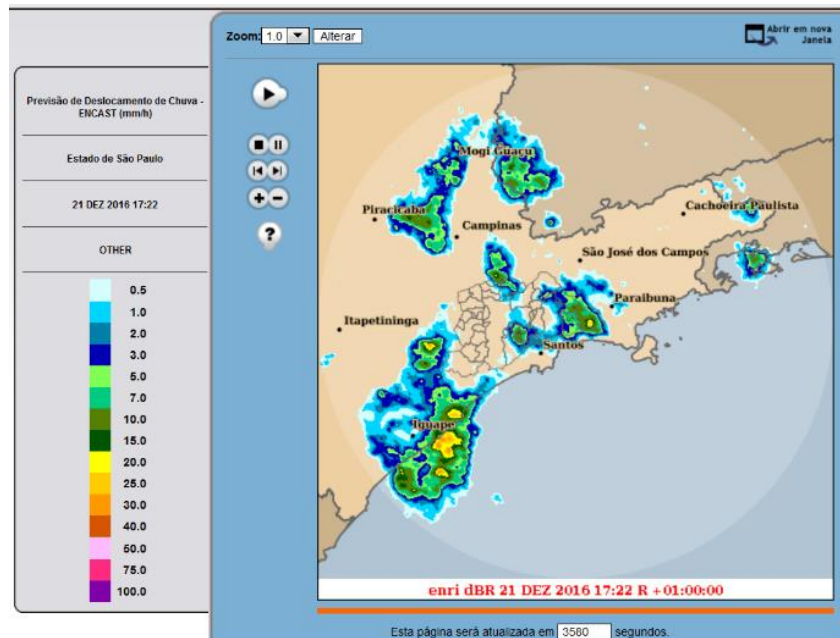 Zoom: 1.0 Alterar
Abrir em nova
Janela
Previsão de Deslocamento de Chuva -
ENCAST (mm/h)
Estado de São Paulo
21 DEZ 2016 17:22
OTHER
0.5
1.0
2.0
3.0
5.0
7.0
10.0
15.0
20.0
25.0
30.0
40.0
60.0
75.0
100.0
?
Mogi Guaçu
Piracicaba
Campinas
Cachoeira Paulista
São José dos Campos
Paraibuna
Itapetininga
Santos
Iguape
enri dBR 21 DEZ 2016 17:22 R +01:00:00
Esta página será atualizada em 3580 segundos.